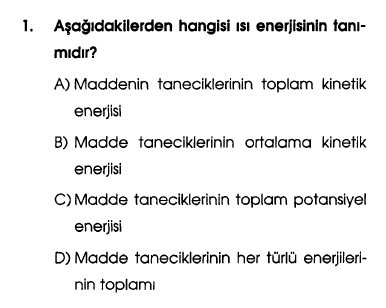 1. Aşağıdakilerden hangisi ısı enerjisinin tanı-
mıdır?
A) Maddenin taneciklerinin toplam kinetik
enerjisi
B) Madde taneciklerinin ortalama kinetik
enerjisi
C) Madde taneciklerinin toplam potansiyel
enerjisi
D) Madde taneciklerinin her türlü enerjileri-
nin toplamı